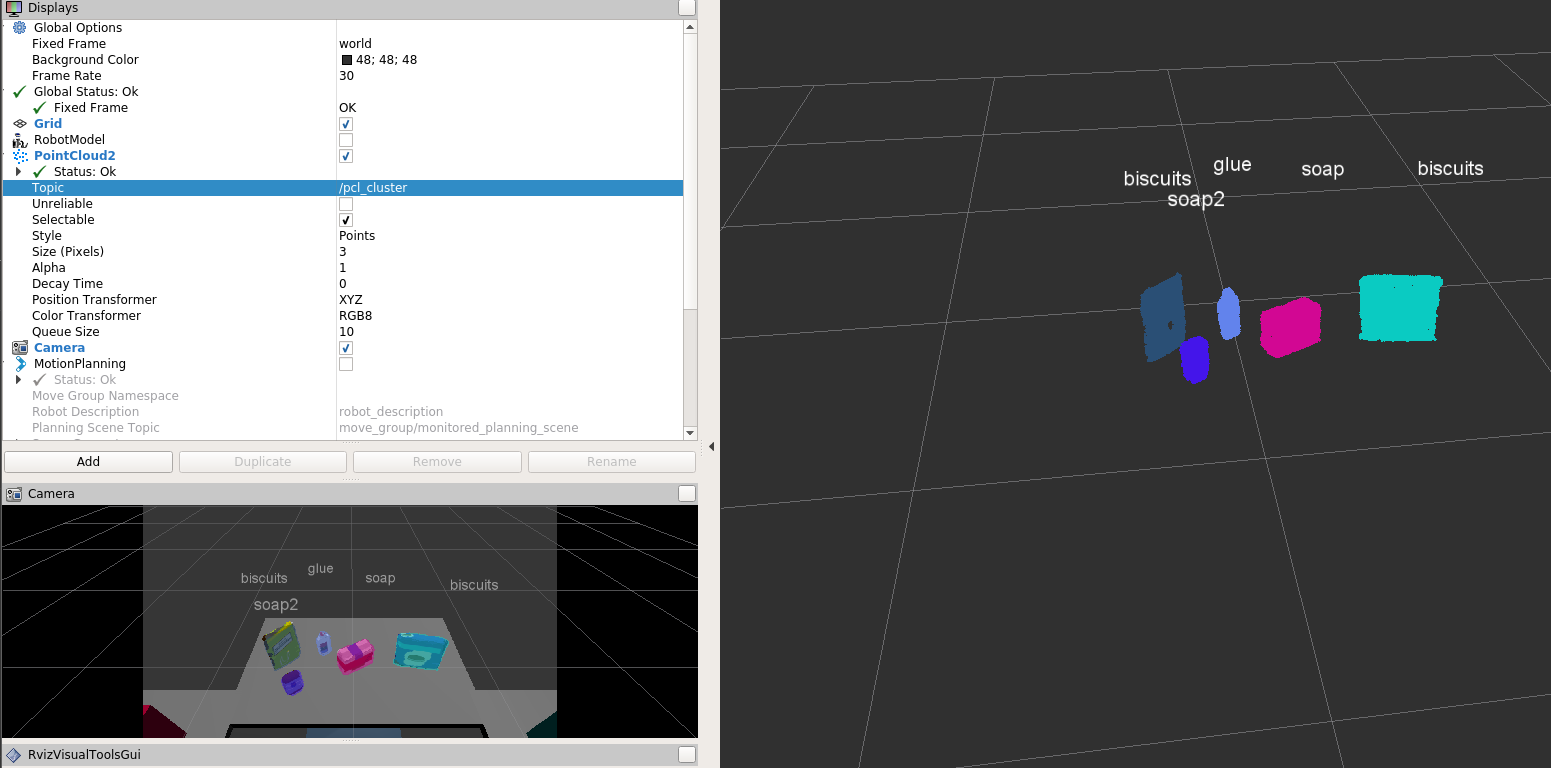 Displays
Global Options
Fixed Frame world
Background Color 48; 48; 48
Frame Rate 30
Global Status: Ok
Fixed Frame OK
Grid
RobotModel
PointCloud2
Status: Ok
Topic /pcl_cluster
Unreliable
Selectable
Style Points
Size (Pixels) 3
Alpha 1
Decay Time 0
Position Transformer XYZ
Color Transformer RGB8
Queue Size 10
Camera
MotionPlanning
Status: Ok
Move Group Namespace
Robot Description robot_description
Planning Scene Topic move_group/monitored_planning_scene
Add Duplicate Remove Rename
Camera
glue
biscuits soap biscuits
soap2
RvizVisualToolsGui
glue
biscuits soap biscuits
soap2